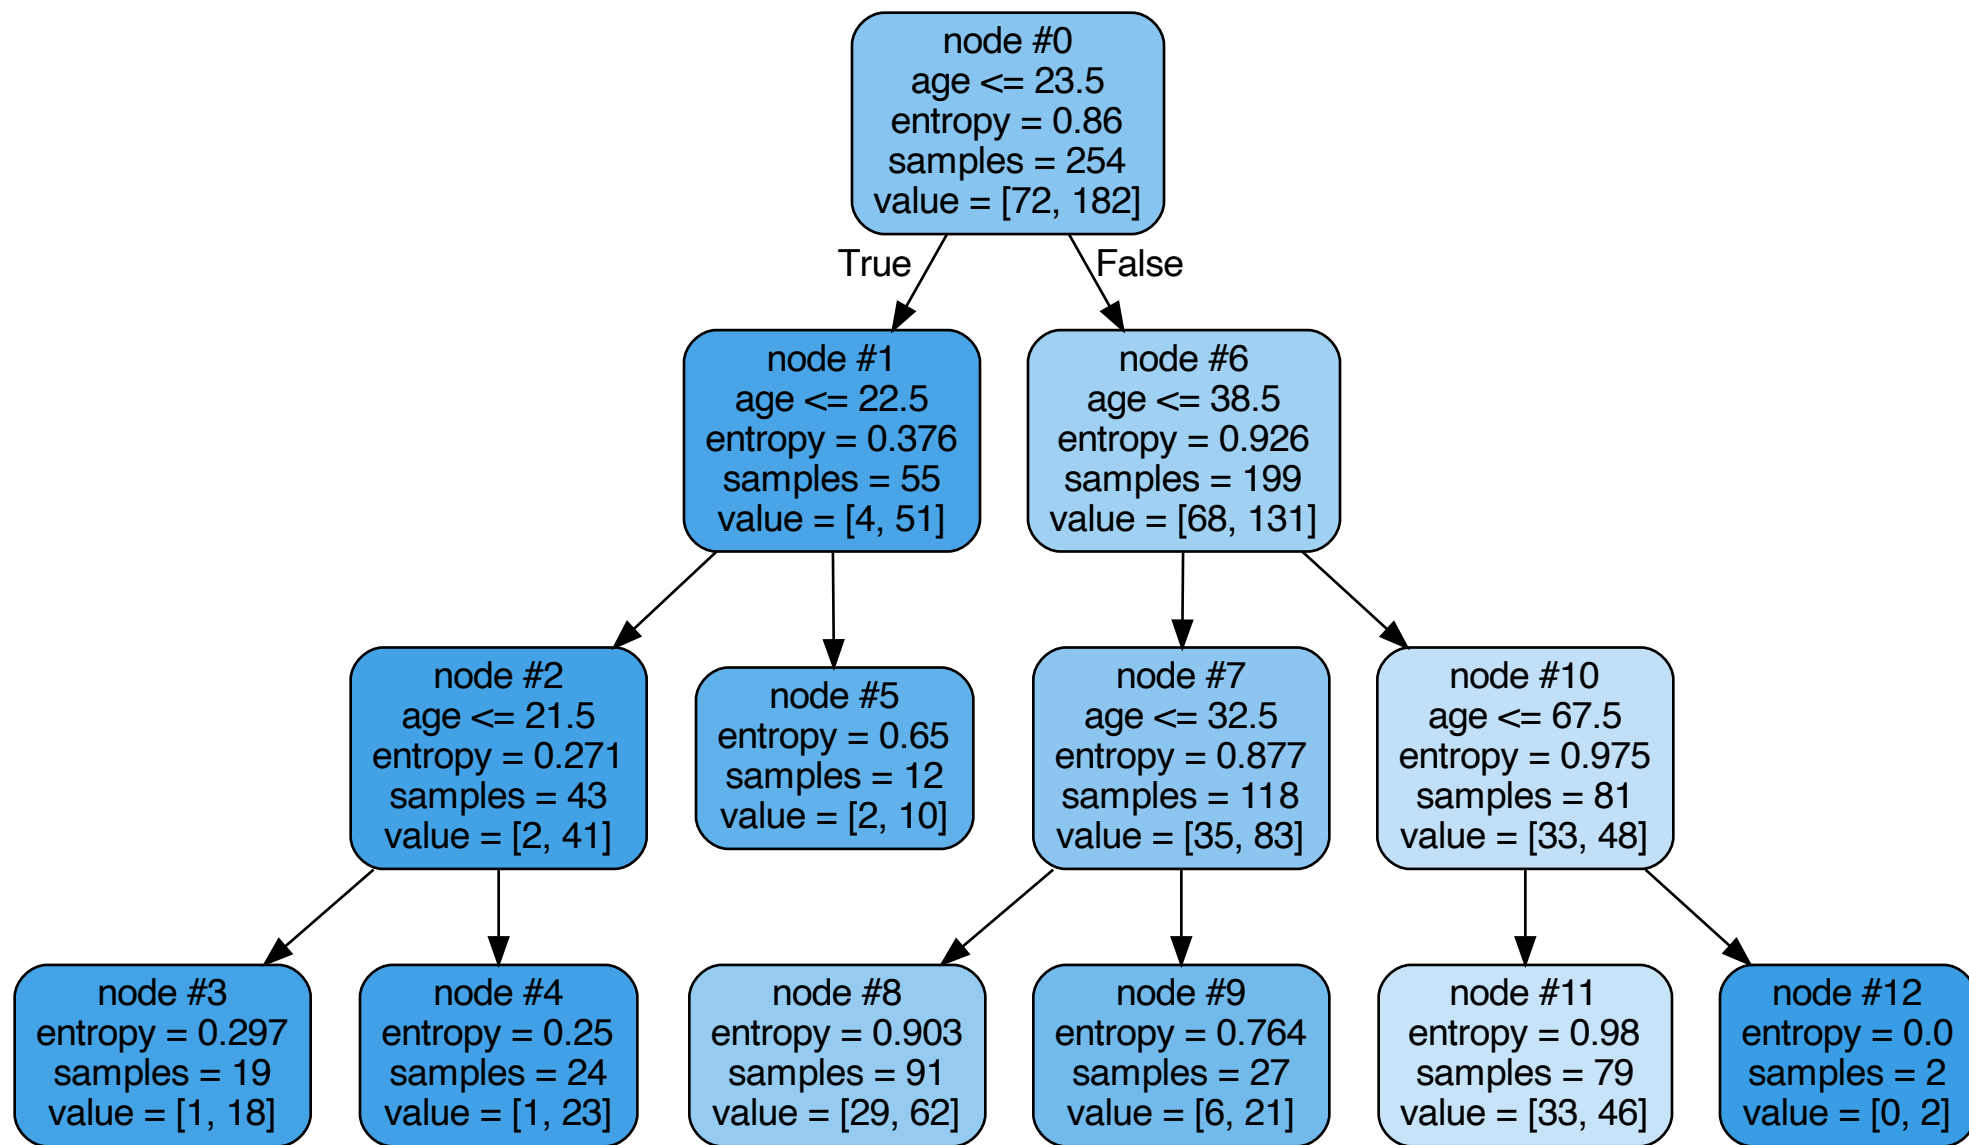 node #0
age <= 23.5
entropy = 0.86
samples = 254
value = [72, 182]
True
False
node #1
age <= 22.5
entropy = 0.376
samples = 55
value = [4, 51]
node #6
age <= 38.5
entropy = 0.926
samples = 199
value = [68, 131]
node #2
age <= 21.5
entropy = 0.271
samples = 43
value = [2, 41]
node #5
entropy = 0.65
samples = 12
value = [2, 10]
node #7
age <= 32.5
entropy = 0.877
samples = 118
value = [35, 83]
node #10
age <= 67.5
entropy = 0.975
samples = 81
value = [33, 48]
node #3
entropy = 0.297
samples = 19
value = [1, 18]
node #4
entropy = 0.25
samples = 24
value = [1, 23]
node #8
entropy = 0.903
samples = 91
value = [29, 62]
node #9
entropy = 0.764
samples = 27
value = [6, 21]
node #11
entropy = 0.98
samples = 79
value = [33, 46]
node #12
entropy = 0.0
samples = 2
value = [0, 2]